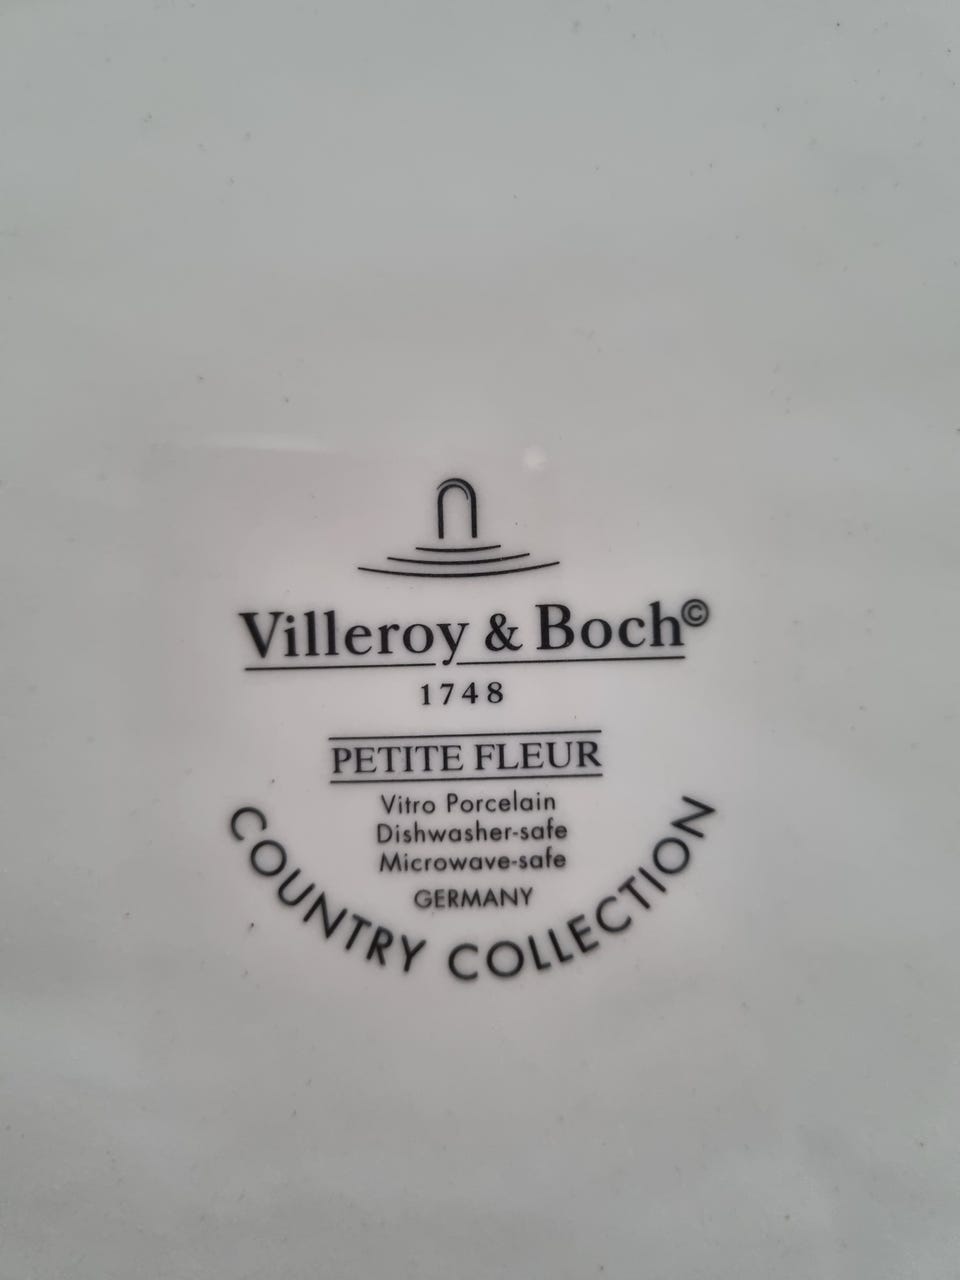 Villeroy & Boch©
1748
PETITE FLEUR
Vitro Porcelain
Dishwasher-safe
Microwave-safe
GERMANY
COUNTRY COLLECTION